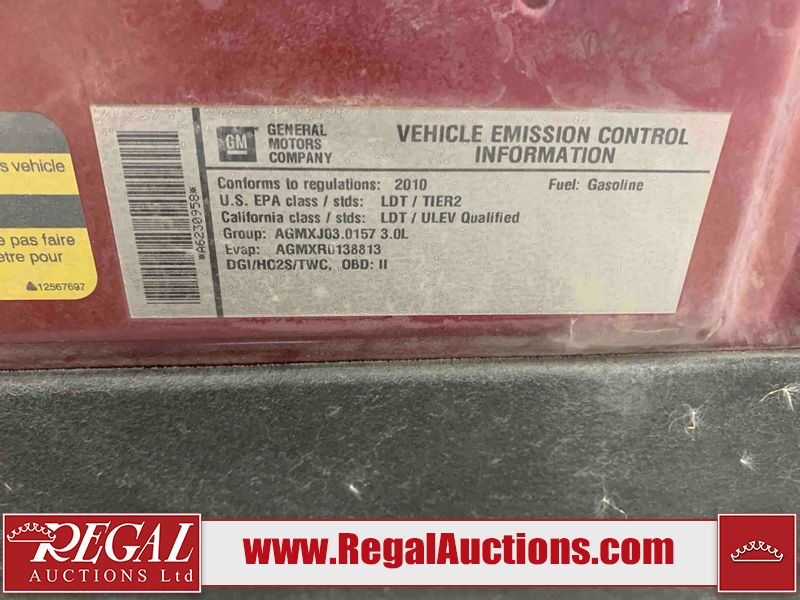 s vehicle
e pas faire
être pour
12567697
*A6230958*
GM
GENERAL
MOTORS
COMPANY
VEHICLE EMISSION CONTROL
INFORMATION
Conforms to regulations: 2010 Fuel: Gasoline
U.S. EPA class / stds: LDT / TIER2
California class / stds: LDT / ULEV Qualified
Group: AGMXJ03.0157 3.0L
Evap: AGMXR0138813
DGI/HO2S/TWC, OBD: II
REGAL
AUCTIONS Ltd
www.RegalAuctions.com